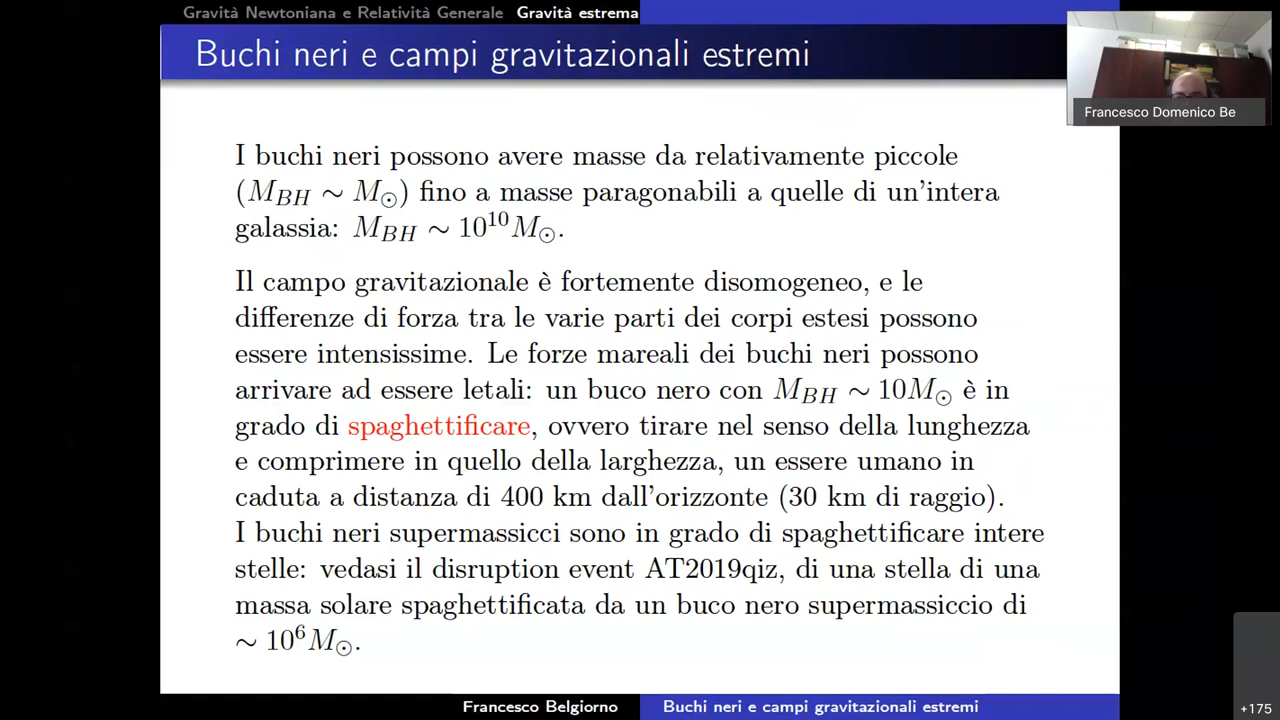 Gravità Newtoniana e Relatività Generale Gravità estrema
Buchi neri e campi gravitazionali estremi
Francesco Domenico Be
I buchi neri possono avere masse da relativamente piccole
(M_BH ∼ M_⊙) fino a masse paragonabili a quelle di un'intera
galassia: M_BH ∼ 10^10 M_⊙.
Il campo gravitazionale è fortemente disomogeneo, e le
differenze di forza tra le varie parti dei corpi estesi possono
essere intensissime. Le forze mareali dei buchi neri possono
arrivare ad essere letali: un buco nero con M_BH ∼ 10M_⊙ è in
grado di spaghettificare, ovvero tirare nel senso della lunghezza
e comprimere in quello della larghezza, un essere umano in
caduta a distanza di 400 km dall'orizzonte (30 km di raggio).
I buchi neri supermassicci sono in grado di spaghettificare intere
stelle: vedasi il disruption event AT2019qiz, di una stella di una
massa solare spaghettificata da un buco nero supermassiccio di
∼ 10^6 M_⊙.
Francesco Belgiorno Buchi neri e campi gravitazionali estremi
+175